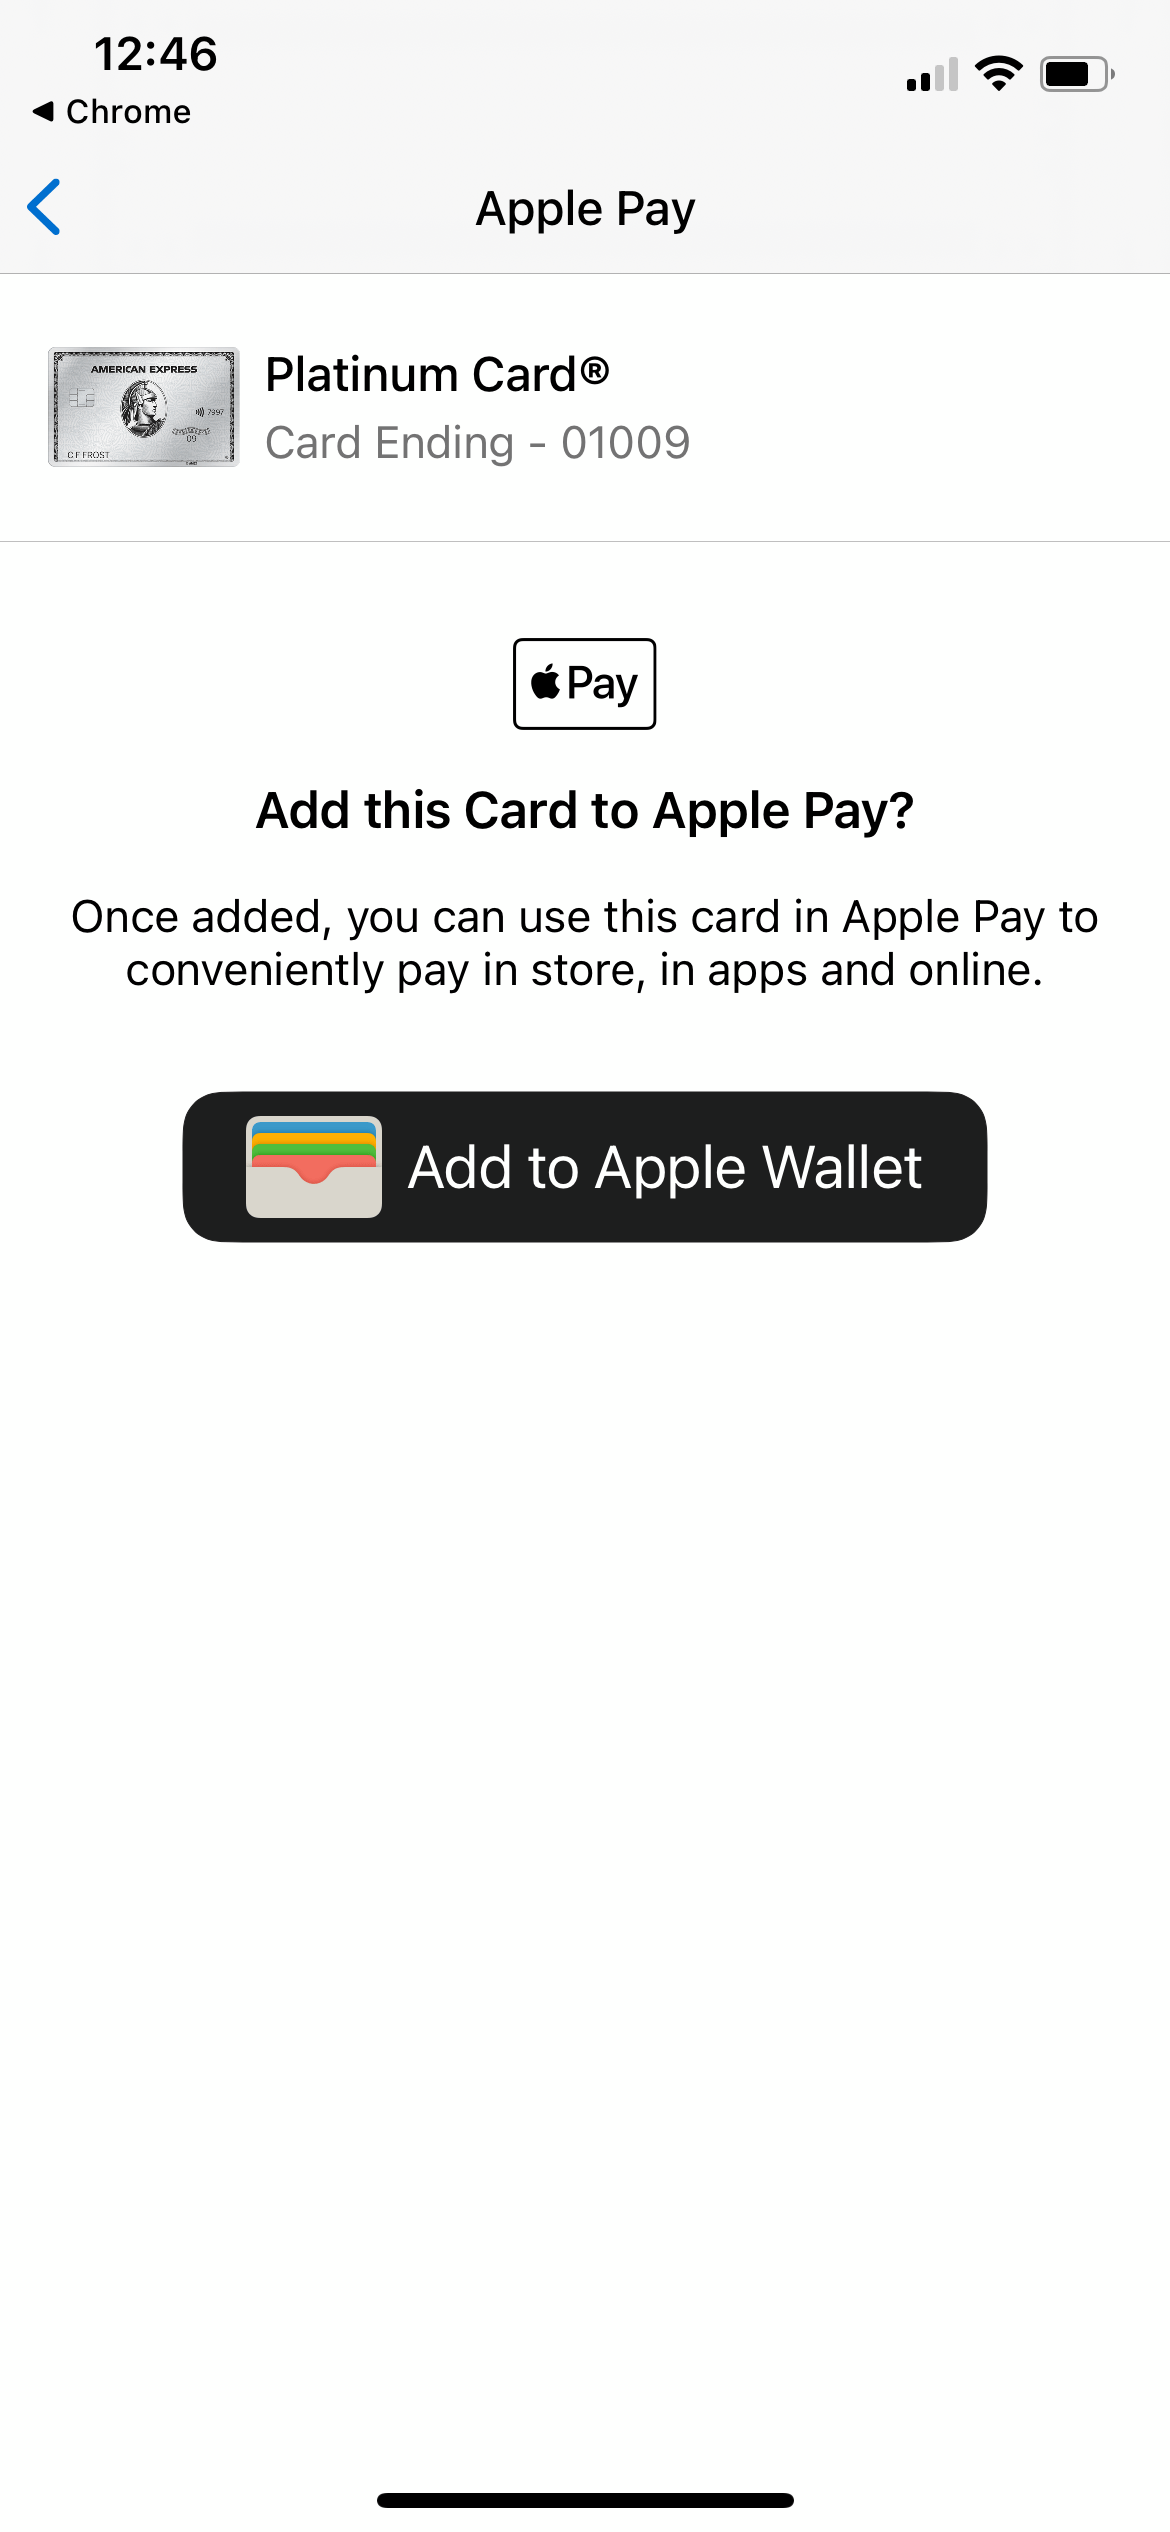 12:46
◀ Chrome
Apple Pay
AMERICAN EXPRESS
7997
09
C F FROST
Platinum Card®
Card Ending - 01009
Pay
Add this Card to Apple Pay?
Once added, you can use this card in Apple Pay to
conveniently pay in store, in apps and online.
Add to Apple Wallet